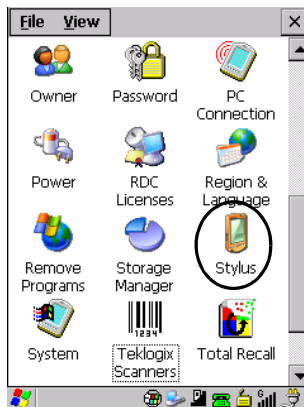 File View
Owner Password PC
Connection
Power RDC Region &
Licenses Language
Remove Storage Stylus
Programs Manager
1234
System Teklogix Total Recall
Scanners